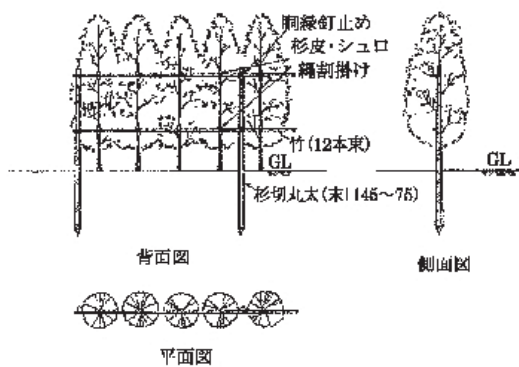 胴縁釘止め
杉皮・シュロ
縄割掛け
竹(12本束)
GL
GL
杉切丸太(末口45〜75)
背面図
側面図
平面図